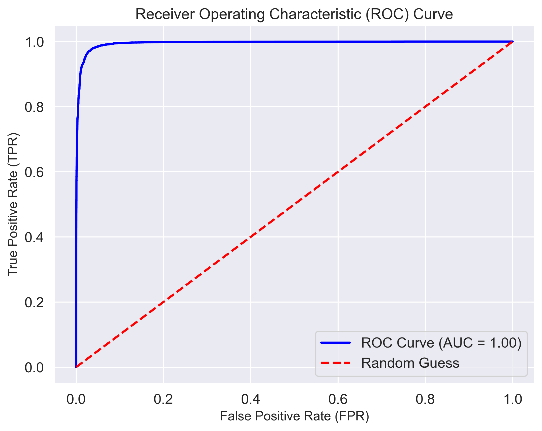 Receiver Operating Characteristic (ROC) Curve
True Positive Rate (TPR)
1.0
0.8
0.6
0.4
0.2
0.0
ROC Curve (AUC = 1.00)
Random Guess
0.0 0.2 0.4 0.6 0.8 1.0
False Positive Rate (FPR)